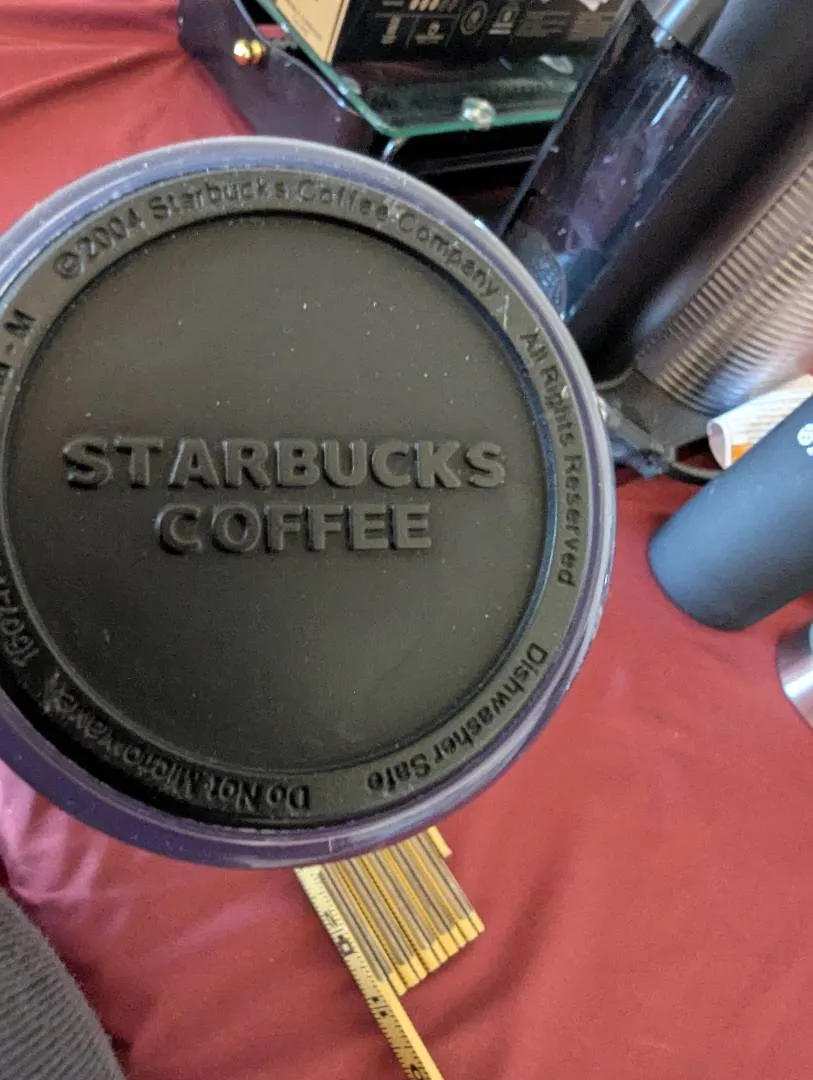 ©2004 Starbucks Coffee Company
All Rights Reserved
Dishwasher Safe
Do Not Microwave
STARBUCKS
COFFEE